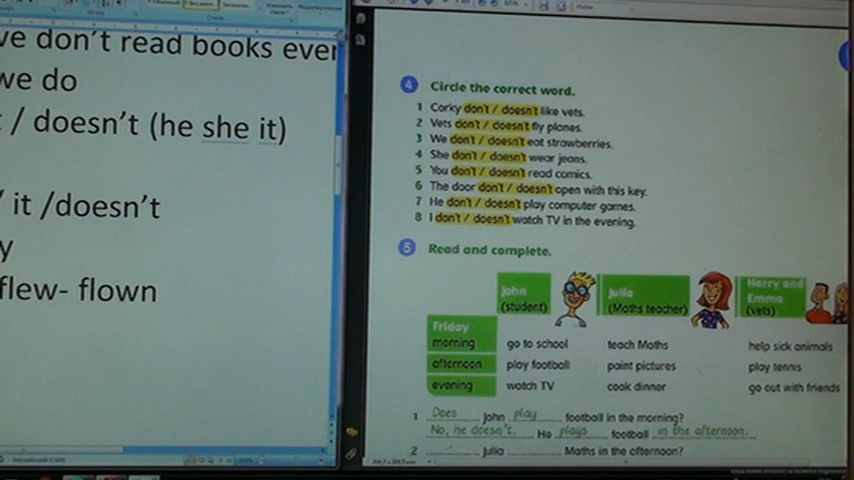 ve don't read books ever
we do
/ doesn't (he she it)
/ it /doesn't
y
flew- flown
4 Circle the correct word.
1 Corky don't / doesn't like vets.
2 Vets don't / doesn't fly planes.
3 We don't / doesn't eat strawberries.
4 She don't / doesn't wear jeans.
5 You don't / doesn't read comics.
6 The door don't / doesn't open with this key.
7 He don't / doesn't play computer games.
8 I don't / doesn't watch TV in the evening.
5 Read and complete.
John (student) Julia (Maths teacher) Harry and Emma (vets)
Friday
morning go to school teach Maths help sick animals
afternoon play football paint pictures play tennis
evening watch TV cook dinner go out with friends
1 Does John play football in the morning?
No, he doesn't. He plays football in the afternoon.
2 Julia Maths in the afternoon?